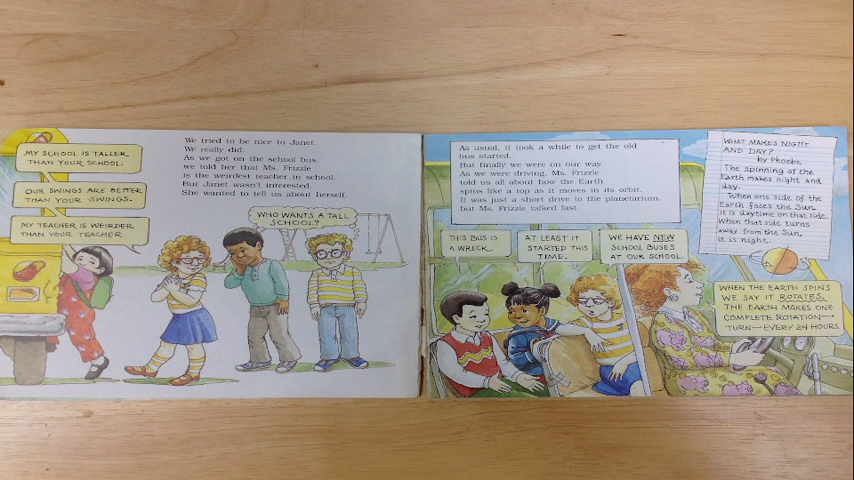 MY SCHOOL IS TALLER
THAN YOUR SCHOOL.
OUR SWINGS ARE BETTER
THAN YOUR SWINGS.
MY TEACHER IS WEIRDER
THAN YOUR TEACHER.
We tried to be nice to Janet.
We really did.
As we got on the school bus,
we told her that Ms. Frizzle
is the weirdest teacher in school.
But Janet wasn't interested.
She wanted to tell us about herself.
WHO WANTS A TALL
SCHOOL?
As usual, it took a while to get the old
bus started.
But finally we were on our way.
As we were driving, Ms. Frizzle
told us all about how the Earth
spins like a top as it moves in its orbit.
It was just a short drive to the planetarium,
but Ms. Frizzle talked fast.
THIS BUS IS
A WRECK.
AT LEAST IT
STARTED THIS
TIME.
WE HAVE NEW
SCHOOL BUSES
AT OUR SCHOOL.
WHAT MAKES NIGHT
AND DAY?
by Phoebe
The spinning of the
Earth makes night and
day.
When one side of the
Earth faces the Sun,
it is daytime on that side.
When that side turns
away from the Sun,
it is night.
WHEN THE EARTH SPINS
WE SAY IT ROTATES.
THE EARTH MAKES ONE
COMPLETE ROTATION—
TURN—EVERY 24 HOURS.